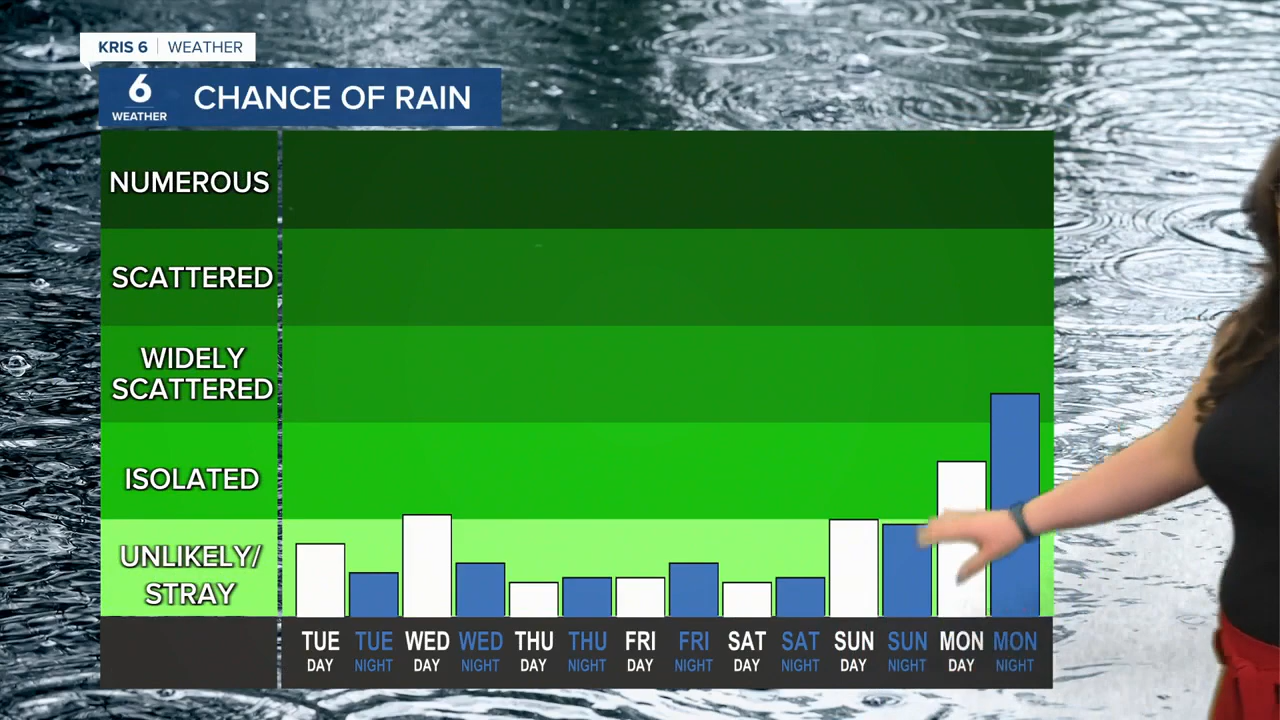 KRIS 6 | WEATHER
6
WEATHER
CHANCE OF RAIN
NUMEROUS
SCATTERED
WIDELY
SCATTERED
ISOLATED
UNLIKELY/
STRAY
TUE TUE WED WED THU THU FRI FRI SAT SAT SUN SUN MON MON
DAY NIGHT DAY NIGHT DAY NIGHT DAY NIGHT DAY NIGHT DAY NIGHT DAY NIGHT